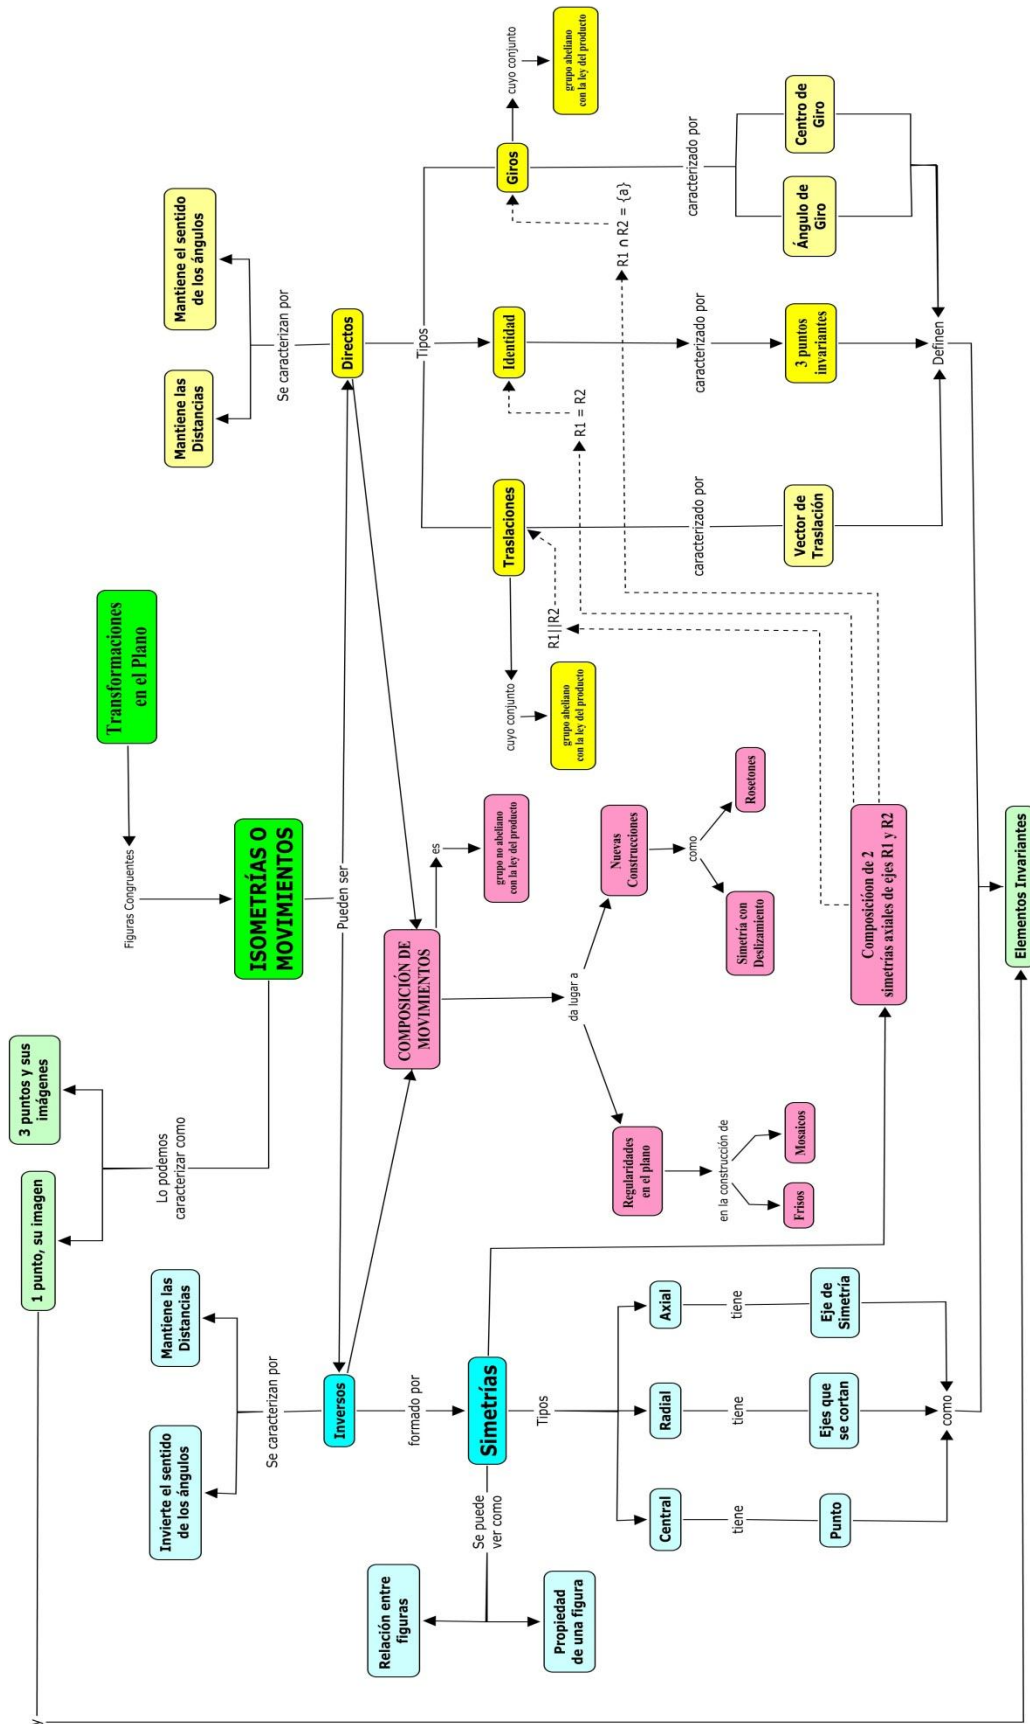 Transformaciones
en el Plano
Figuras Congruentes
ISOMETRÍAS O
MOVIMIENTOS
Lo podemos
caracterizar como
1 punto, su imagen
3 puntos y sus
imágenes
y
Pueden ser
Inversos
Directos
Se caracterizan por
Invierte el sentido
de los ángulos
Mantiene las
Distancias
Se caracterizan por
Mantiene las
Distancias
Mantiene el sentido
de los ángulos
COMPOSICIÓN DE
MOVIMIENTOS
es
grupo no abeliano
con la ley del producto
da lugar a
Regularidades
en el plano
Nuevas
Construcciones
en la construcción de
Frisos
Mosaicos
como
Simetría con
Deslizamiento
Rosetones
formado por
Simetrías
Se puede
ver como
Relación entre
figuras
Propiedad
de una figura
Tipos
Central
Radial
Axial
tiene
tiene
tiene
Punto
Ejes que
se cortan
Eje de
Simetría
como
Composicióon de 2
simetrías axiales de ejes R1 y R2
R1||R2
R1 = R2
R1 ∩ R2 = {a}
Tipos
Traslaciones
Identidad
Giros
cuyo conjunto
grupo abeliano
con la ley del producto
cuyo conjunto
grupo abeliano
con la ley del producto
caracterizado por
caracterizado por
caracterizado por
Vector de
Traslación
3 puntos
invariantes
Ángulo de
Giro
Centro de
Giro
Definen
Elementos Invariantes